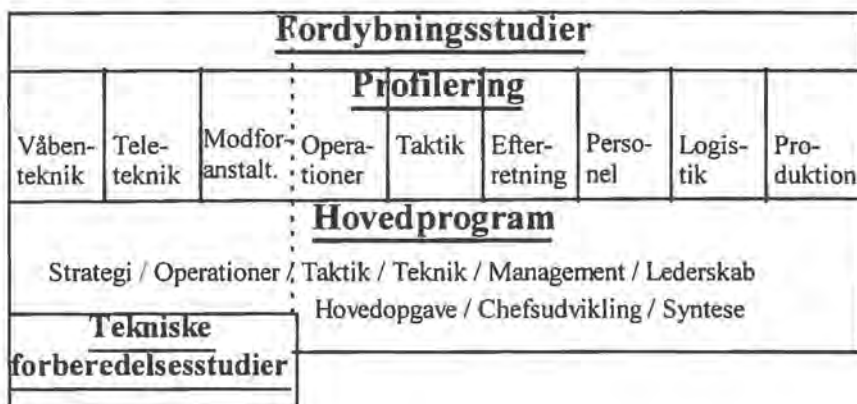 Fordybningsstudier
Profilering
Våben-
teknik
Tele-
teknik
Modfor-
anstalt.
Opera-
tioner
Taktik
Efter-
retning
Perso-
nel
Logis-
tik
Pro-
duktion
Hovedprogram
Strategi / Operationer / Taktik / Teknik / Management / Lederskab
Hovedopgave / Chefsudvikling / Syntese
Tekniske
forberedelsesstudier